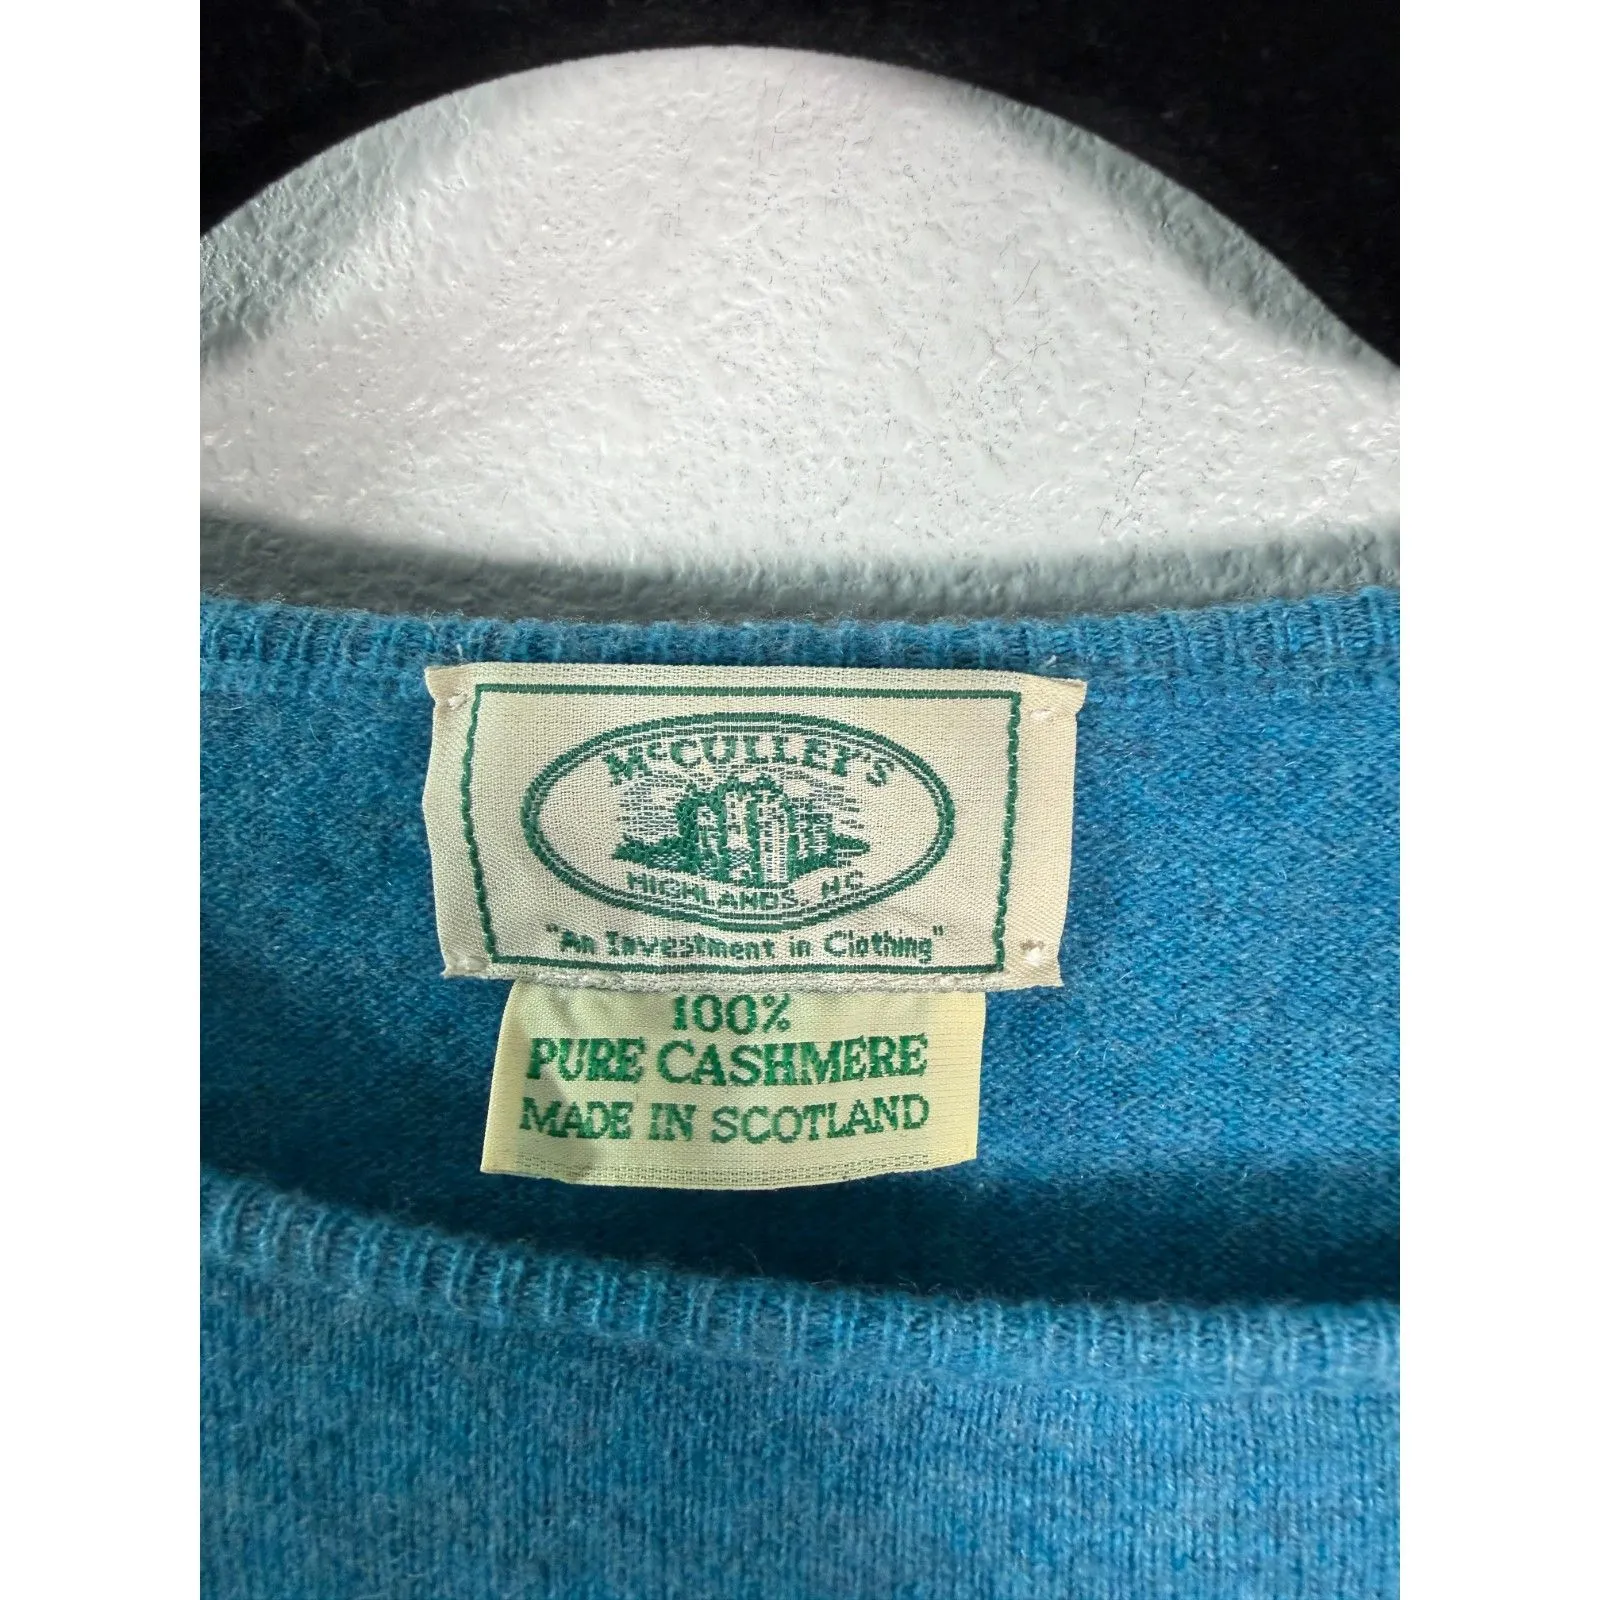 McCULLEY'S
HIGHLANDS, NC
"An Investment in Clothing"
100%
PURE CASHMERE
MADE IN SCOTLAND